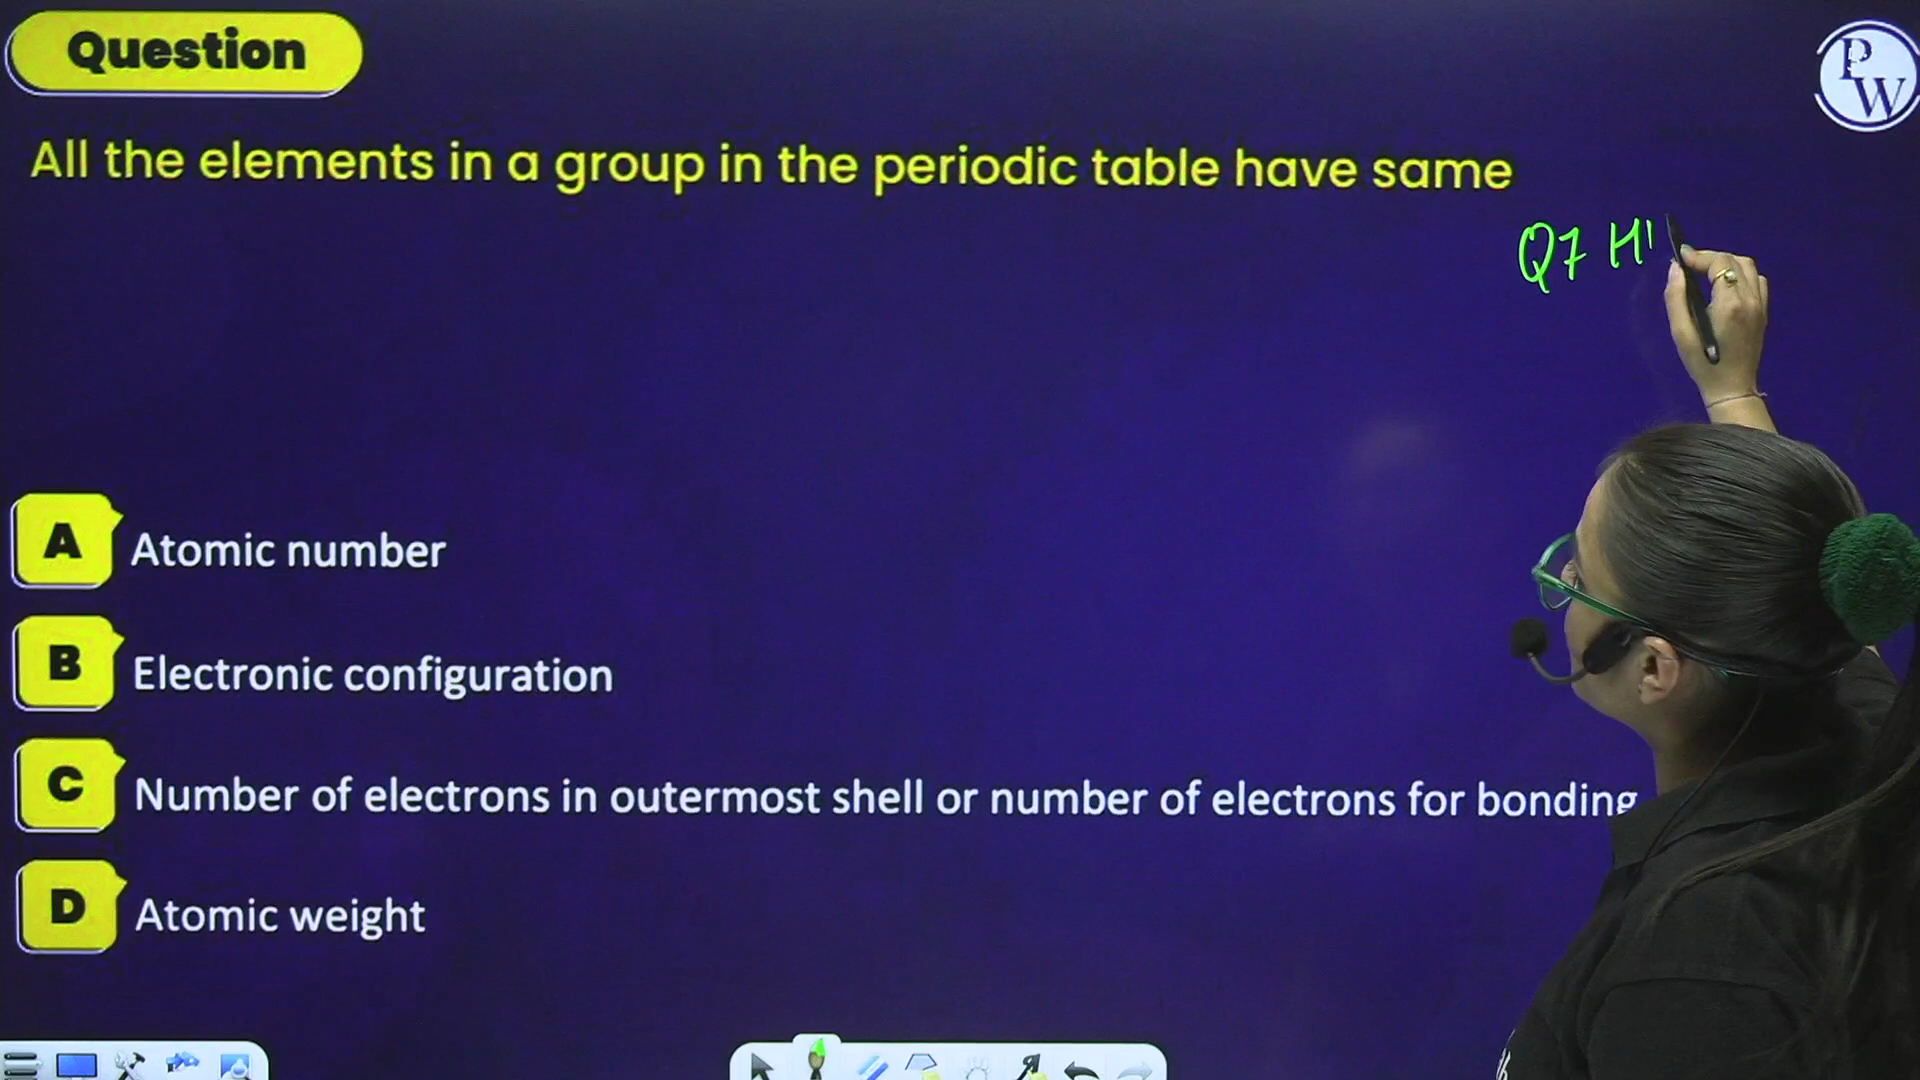 Question
PW
All the elements in a group in the periodic table have same
Q7 H
A Atomic number
B Electronic configuration
C Number of electrons in outermost shell or number of electrons for bonding
D Atomic weight